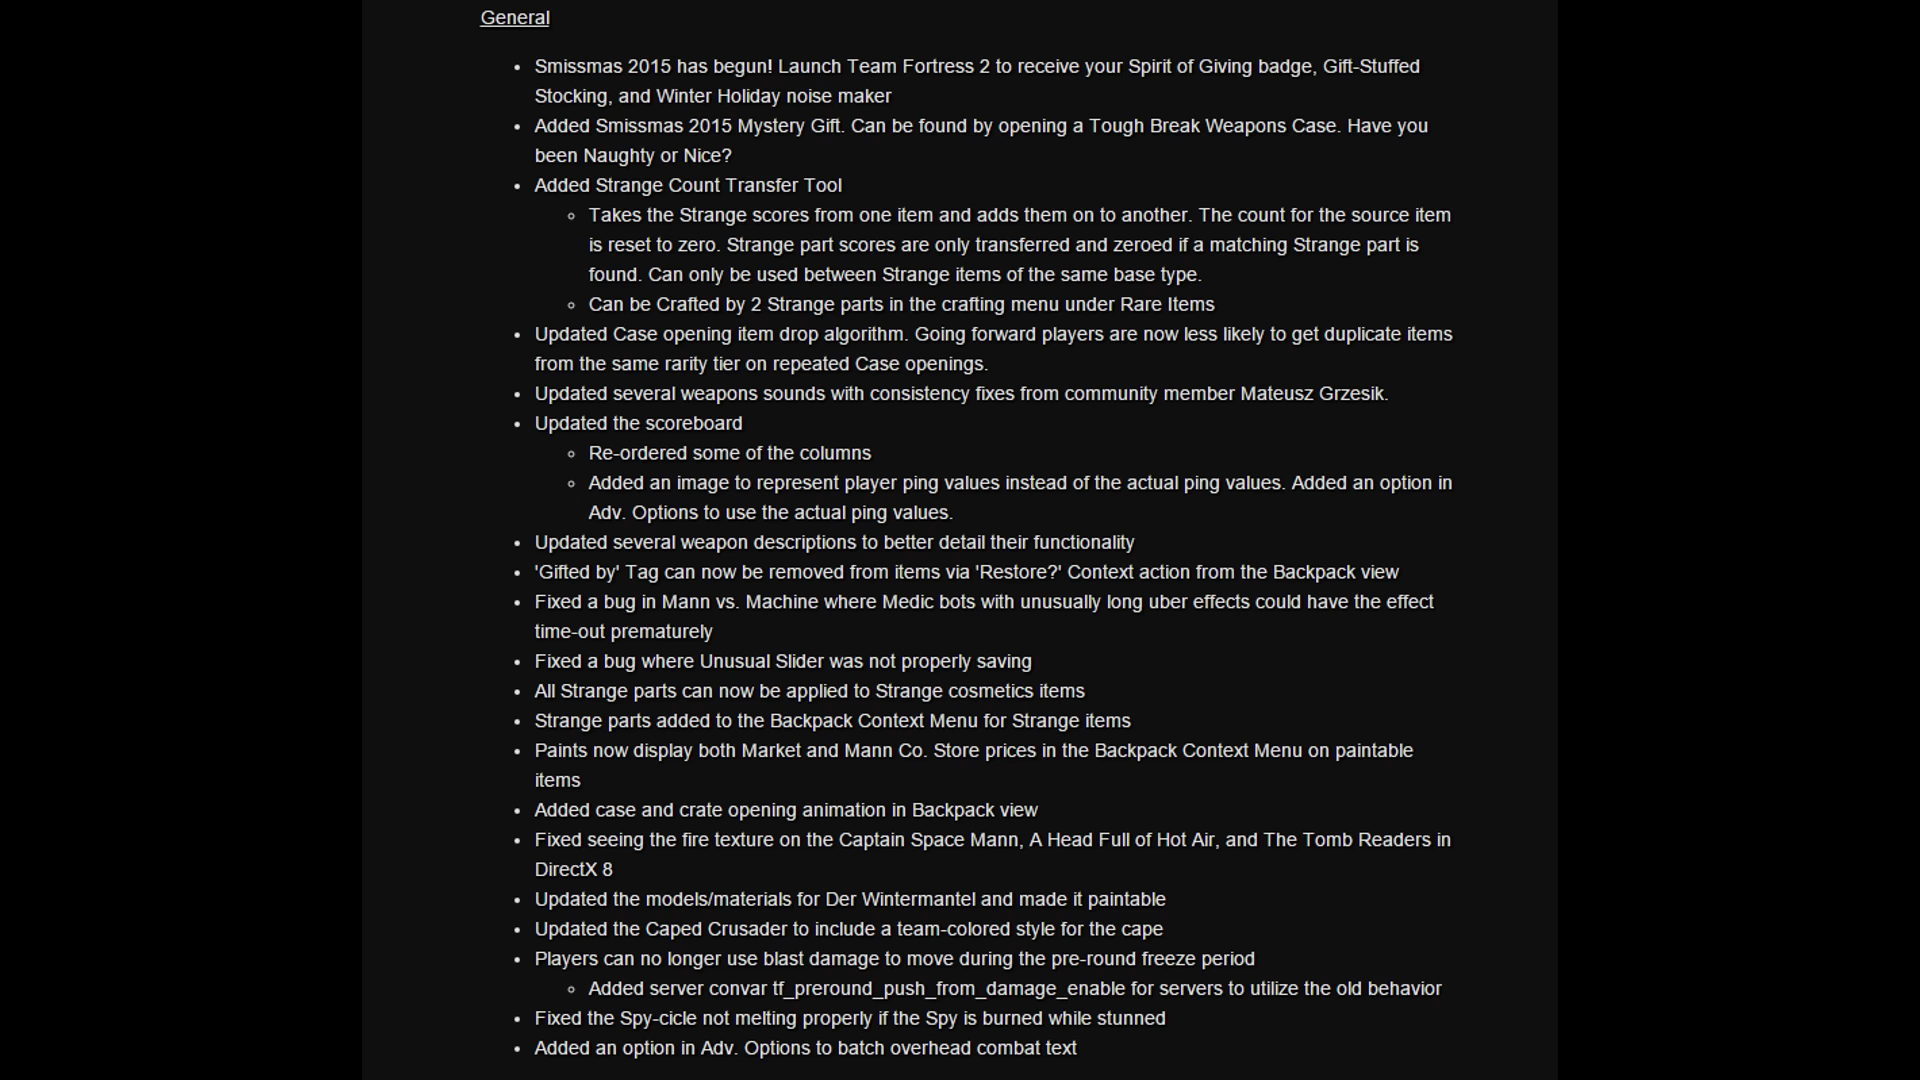 General
Smissmas 2015 has begun! Launch Team Fortress 2 to receive your Spirit of Giving badge, Gift-Stuffed
Stocking, and Winter Holiday noise maker
Added Smissmas 2015 Mystery Gift. Can be found by opening a Tough Break Weapons Case. Have you
been Naughty or Nice?
Added Strange Count Transfer Tool
Takes the Strange scores from one item and adds them on to another. The count for the source item
is reset to zero. Strange part scores are only transferred and zeroed if a matching Strange part is
found. Can only be used between Strange items of the same base type.
Can be Crafted by 2 Strange parts in the crafting menu under Rare Items
Updated Case opening item drop algorithm. Going forward players are now less likely to get duplicate items
from the same rarity tier on repeated Case openings.
Updated several weapons sounds with consistency fixes from community member Mateusz Grzesik.
Updated the scoreboard
Re-ordered some of the columns
Added an image to represent player ping values instead of the actual ping values. Added an option in
Adv. Options to use the actual ping values.
Updated several weapon descriptions to better detail their functionality
'Gifted by' Tag can now be removed from items via 'Restore?' Context action from the Backpack view
Fixed a bug in Mann vs. Machine where Medic bots with unusually long uber effects could have the effect
time-out prematurely
Fixed a bug where Unusual Slider was not properly saving
All Strange parts can now be applied to Strange cosmetics items
Strange parts added to the Backpack Context Menu for Strange items
Paints now display both Market and Mann Co. Store prices in the Backpack Context Menu on paintable
items
Added case and crate opening animation in Backpack view
Fixed seeing the fire texture on the Captain Space Mann, A Head Full of Hot Air, and The Tomb Readers in
DirectX 8
Updated the models/materials for Der Wintermantel and made it paintable
Updated the Caped Crusader to include a team-colored style for the cape
Players can no longer use blast damage to move during the pre-round freeze period
Added server convar tf_preround_push_from_damage_enable for servers to utilize the old behavior
Fixed the Spy-cicle not melting properly if the Spy is burned while stunned
Added an option in Adv. Options to batch overhead combat text